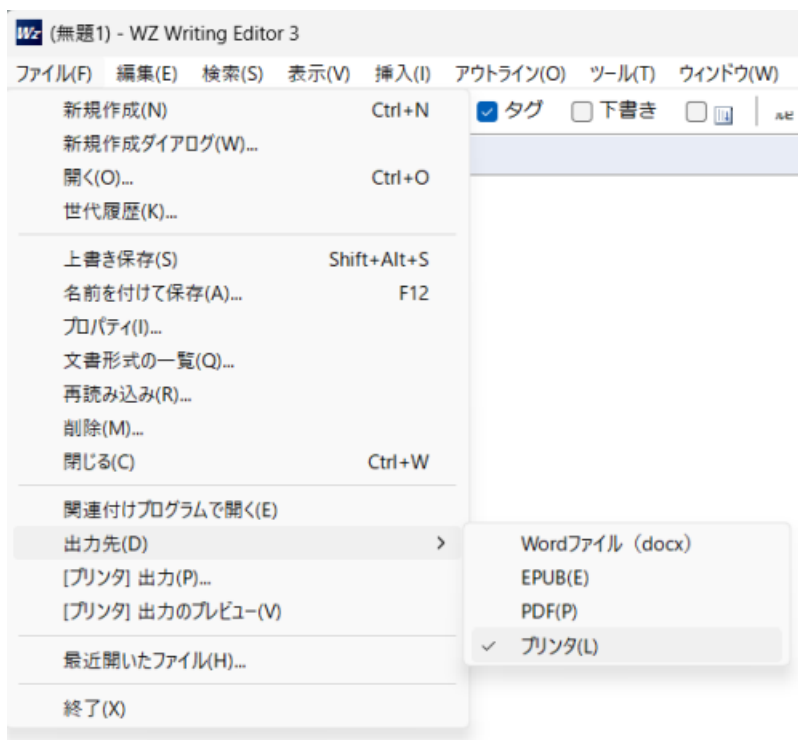 Wz (無題1) - WZ Writing Editor 3
ファイル(F) 編集(E) 検索(S) 表示(V) 挿入(I) アウトライン(O) ツール(T) ウィンドウ(W)
タグ 下書き ルビ
新規作成(N) Ctrl+N
新規作成ダイアログ(W)...
開く(O)... Ctrl+O
世代履歴(K)...
上書き保存(S) Shift+Alt+S
名前を付けて保存(A)... F12
プロパティ(I)...
文書形式の一覧(Q)...
再読み込み(R)...
削除(M)...
閉じる(C) Ctrl+W
関連付けプログラムで開く(E)
出力先(D)
[プリンタ] 出力(P)...
[プリンタ] 出力のプレビュー(V)
最近開いたファイル(H)...
終了(X)
Wordファイル（docx）
EPUB(E)
PDF(P)
プリンタ(L)